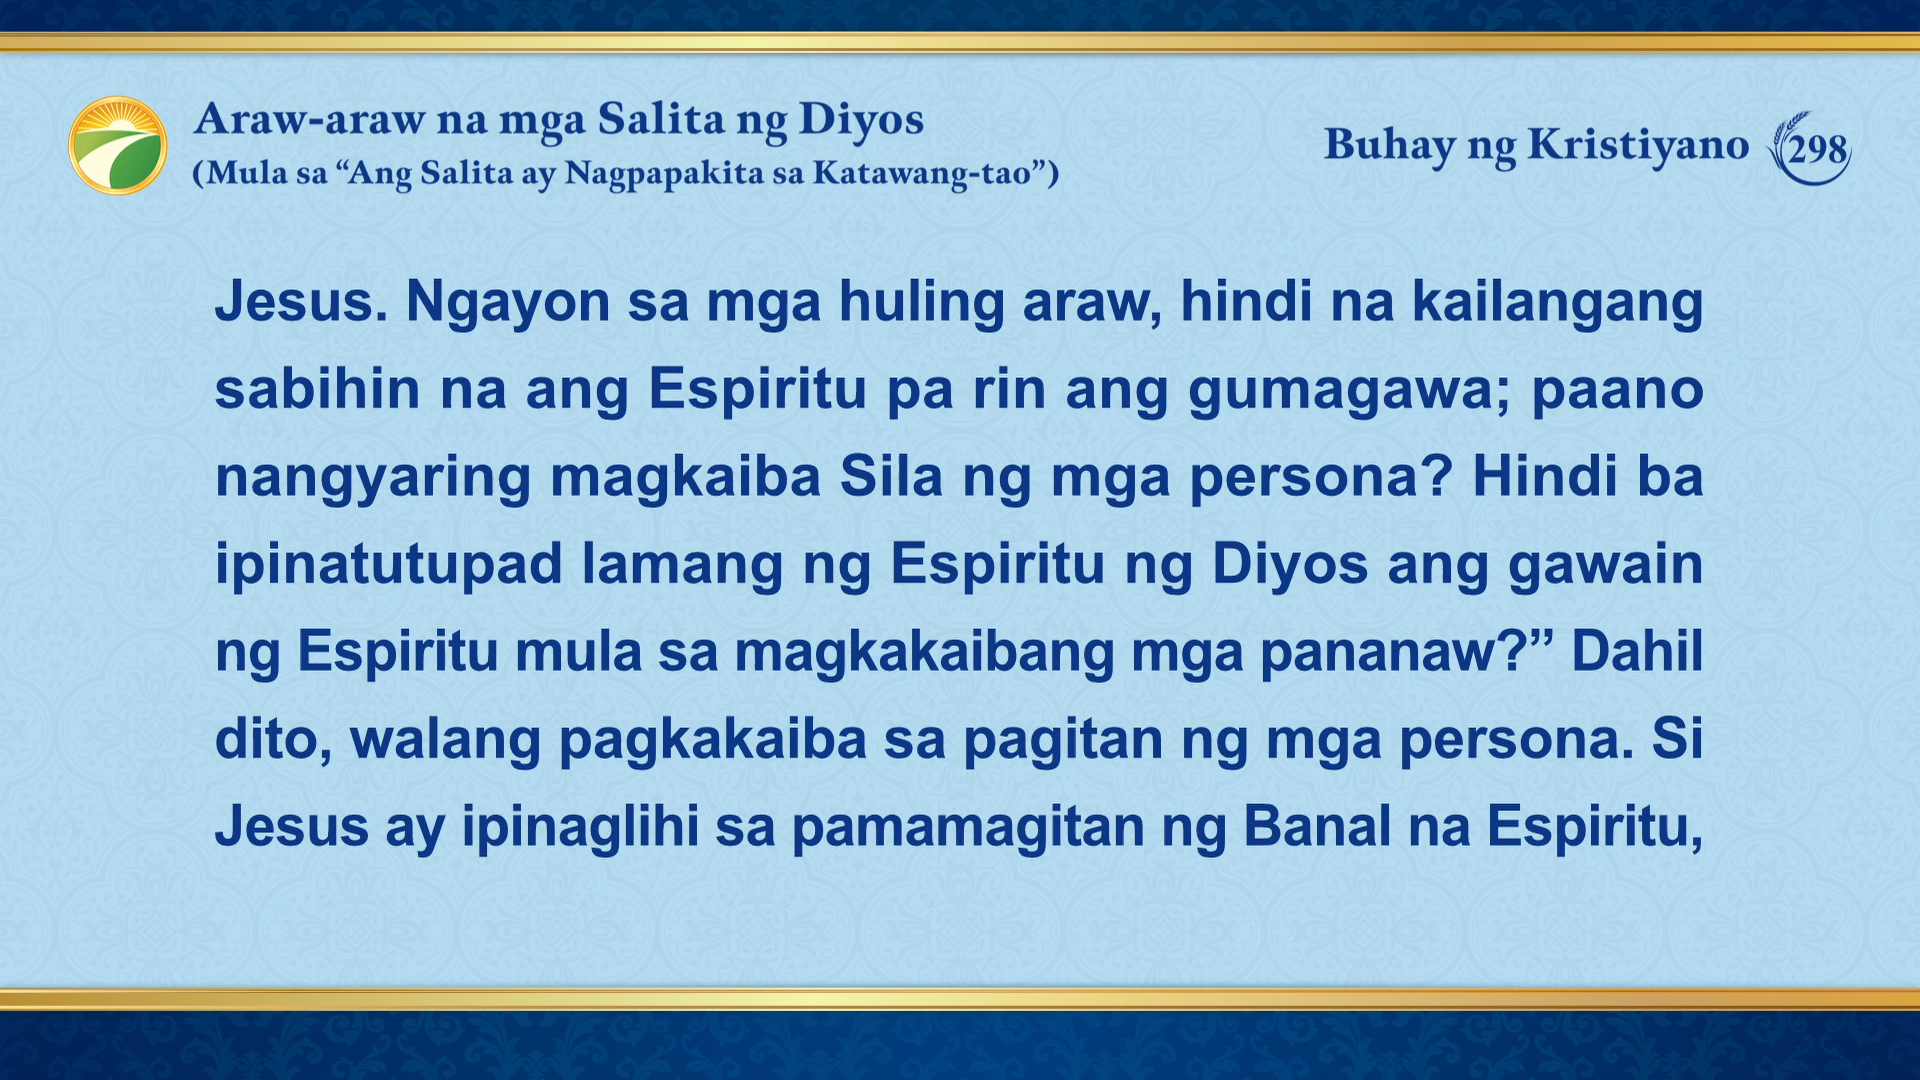 Araw-araw na mga Salita ng Diyos
(Mula sa “Ang Salita ay Nagpapakita sa Katawang-tao”)
Buhay ng Kristiyano 298
Jesus. Ngayon sa mga huling araw, hindi na kailangang
sabihin na ang Espiritu pa rin ang gumagawa; paano
nangyaring magkaiba Sila ng mga persona? Hindi ba
ipinatutupad lamang ng Espiritu ng Diyos ang gawain
ng Espiritu mula sa magkakaibang mga pananaw?” Dahil
dito, walang pagkakaiba sa pagitan ng mga persona. Si
Jesus ay ipinaglihi sa pamamagitan ng Banal na Espiritu,